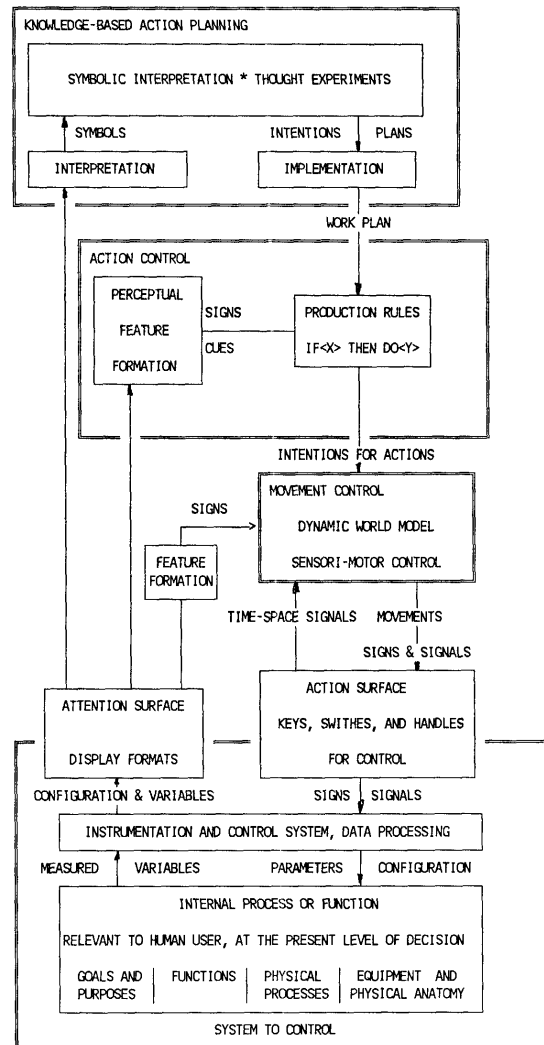 KNOWLEDGE-BASED ACTION PLANNING
SYMBOLIC INTERPRETATION * THOUGHT EXPERIMENTS
SYMBOLS
INTENTIONS PLANS
INTERPRETATION
IMPLEMENTATION
WORK PLAN
ACTION CONTROL
PERCEPTUAL
FEATURE
FORMATION
SIGNS
CUES
PRODUCTION RULES
IF<X> THEN DO<Y>
INTENTIONS FOR ACTIONS
MOVEMENT CONTROL
DYNAMIC WORLD MODEL
SENSORI-MOTOR CONTROL
SIGNS
FEATURE
FORMATION
TIME-SPACE SIGNALS
MOVEMENTS
SIGNS & SIGNALS
ATTENTION SURFACE
DISPLAY FORMATS
ACTION SURFACE
KEYS, SWITHES, AND HANDLES
FOR CONTROL
CONFIGURATION & VARIABLES
SIGNS SIGNALS
INSTRUMENTATION AND CONTROL SYSTEM, DATA PROCESSING
MEASURED VARIABLES
PARAMETERS CONFIGURATION
INTERNAL PROCESS OR FUNCTION
RELEVANT TO HUMAN USER, AT THE PRESENT LEVEL OF DECISION
GOALS AND
PURPOSES
FUNCTIONS
PHYSICAL
PROCESSES
EQUIPMENT AND
PHYSICAL ANATOMY
SYSTEM TO CONTROL